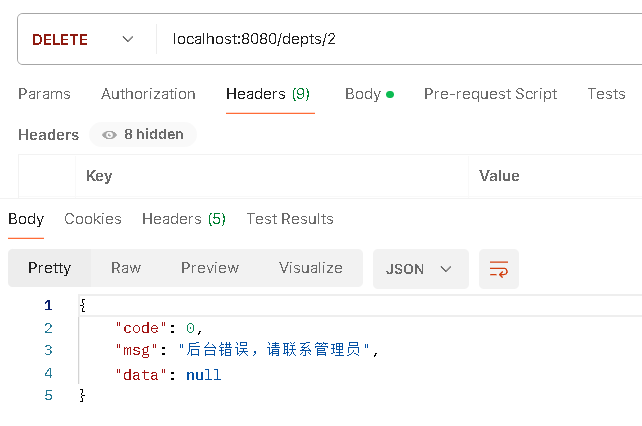 DELETE localhost:8080/depts/2
Params Authorization Headers (9) Body Pre-request Script Tests
Headers 8 hidden
Key Value
Body Cookies Headers (5) Test Results
Pretty Raw Preview Visualize JSON
1 {
2 "code": 0,
3 "msg": "后台错误，请联系管理员",
4 "data": null
5 }